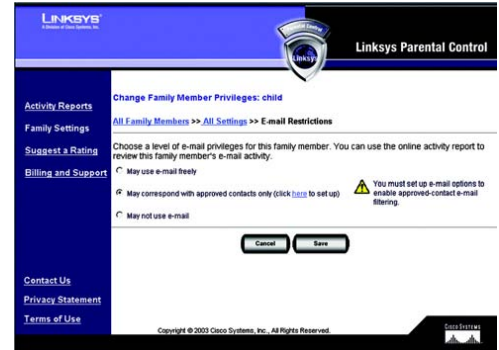 LINKSYS®
A Division of Cisco Systems, Inc.
Parental Control
Linksys
Linksys Parental Control
Activity Reports
Family Settings
Suggest a Rating
Billing and Support
Change Family Member Privileges: child
All Family Members >> All Settings >> E-mail Restrictions
Choose a level of e-mail privileges for this family member. You can use the online activity report to
review this family member's e-mail activity.
May use e-mail freely
May correspond with approved contacts only (click here to set up)
You must set up e-mail options to
enable approved-contact e-mail
filtering.
May not use e-mail
Cancel
Save
Contact Us
Privacy Statement
Terms of Use
Copyright © 2003 Cisco Systems, Inc., All Rights Reserved.
CISCO SYSTEMS